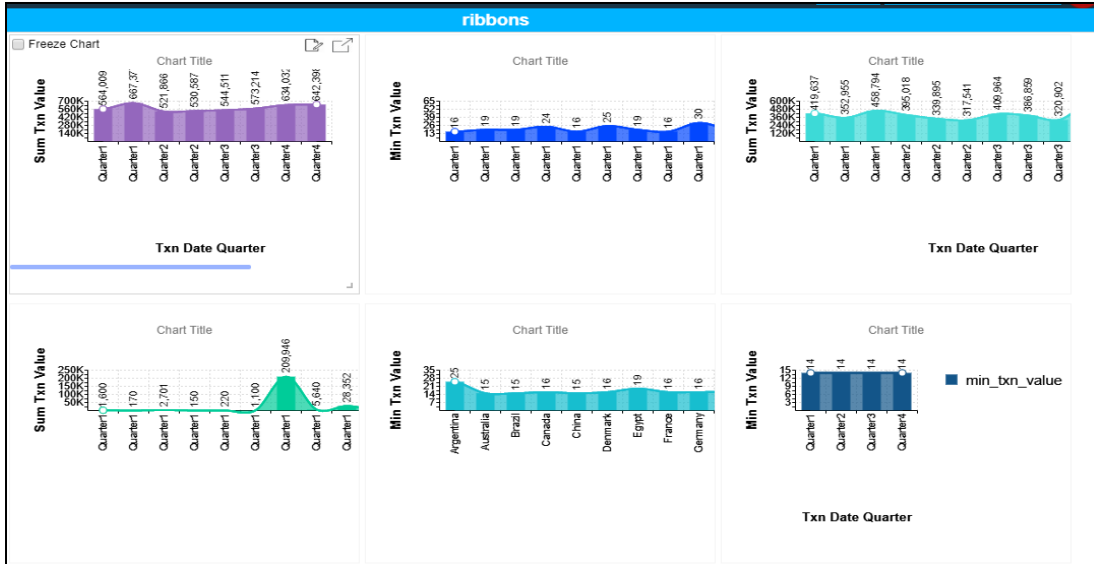 ribbons
Freeze Chart
Chart Title
Sum Txn Value
700K
560K
420K
280K
140K
564,009
667,37
521,866
530,587
544,511
573,214
634,032
642,398
Quarter1
Quarter1
Quarter2
Quarter2
Quarter3
Quarter3
Quarter4
Quarter4
Txn Date Quarter
Chart Title
Min Txn Value
65
52
39
26
13
16
19
19
24
16
25
19
16
30
Quarter1
Quarter1
Quarter1
Quarter1
Quarter1
Quarter1
Quarter1
Quarter1
Quarter1
Chart Title
Sum Txn Value
600K
480K
360K
240K
120K
419,637
352,955
458,794
395,018
339,895
317,541
409,964
386,859
320,902
Quarter1
Quarter1
Quarter1
Quarter2
Quarter2
Quarter2
Quarter3
Quarter3
Quarter3
Txn Date Quarter
Chart Title
Sum Txn Value
250K
200K
150K
100K
50K
1,600
170
2,701
150
220
1,100
209,946
5,640
28,352
Quarter1
Quarter1
Quarter1
Quarter1
Quarter1
Quarter1
Quarter1
Quarter1
Quarter1
Chart Title
Min Txn Value
35
28
21
14
7
25
15
15
16
15
16
19
16
16
Argentina
Australia
Brazil
Canada
China
Denmark
Egypt
France
Germany
Chart Title
Min Txn Value
15
12
9
6
3
14
14
14
14
Quarter1
Quarter2
Quarter3
Quarter4
min_txn_value
Txn Date Quarter